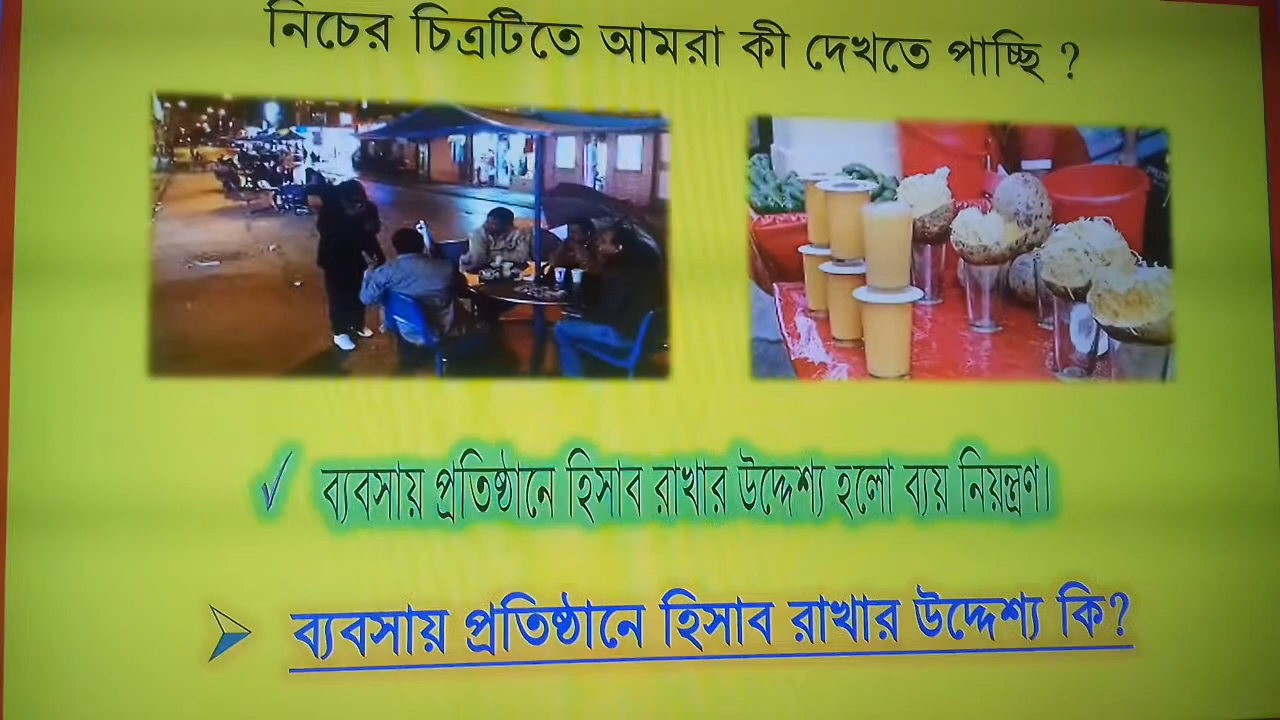 নিচের চিত্রটিতে আমরা কী দেখতে পাচ্ছি ?
✓ ব্যবসায় প্রতিষ্ঠানে হিসাব রাখার উদ্দেশ্য হলো ব্যয় নিয়ন্ত্রণ।
ব্যবসায় প্রতিষ্ঠানে হিসাব রাখার উদ্দেশ্য কি?